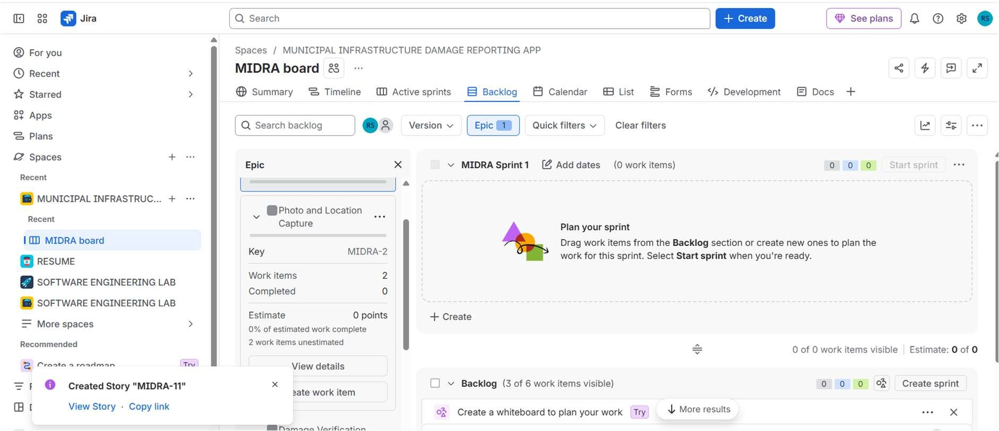 Jira
Search
+ Create
See plans
RS
For you
Recent
Starred
Apps
Plans
Spaces
Recent
MUNICIPAL INFRASTRUC...
Recent
MIDRA board
RESUME
SOFTWARE ENGINEERING LAB
SOFTWARE ENGINEERING LAB
More spaces
Recommended
Create a roadmap Try
Created Story "MIDRA-11"
View Story · Copy link
Spaces / MUNICIPAL INFRASTRUCTURE DAMAGE REPORTING APP
MIDRA board
Summary Timeline Active sprints Backlog Calendar List Forms Development Docs
Search backlog RS Version Epic 1 Quick filters Clear filters
Epic
Photo and Location
Capture
Key MIDRA-2
Work items 2
Completed 0
Estimate 0 points
0% of estimated work complete
2 work items unestimated
View details
eate work item
Damage Verification
MIDRA Sprint 1 Add dates (0 work items) 0 0 0 Start sprint
Plan your sprint
Drag work items from the Backlog section or create new ones to plan the
work for this sprint. Select Start sprint when you're ready.
+ Create
0 of 0 work items visible Estimate: 0 of 0
Backlog (3 of 6 work items visible) 0 0 0 Create sprint
Create a whiteboard to plan your work Try
More results